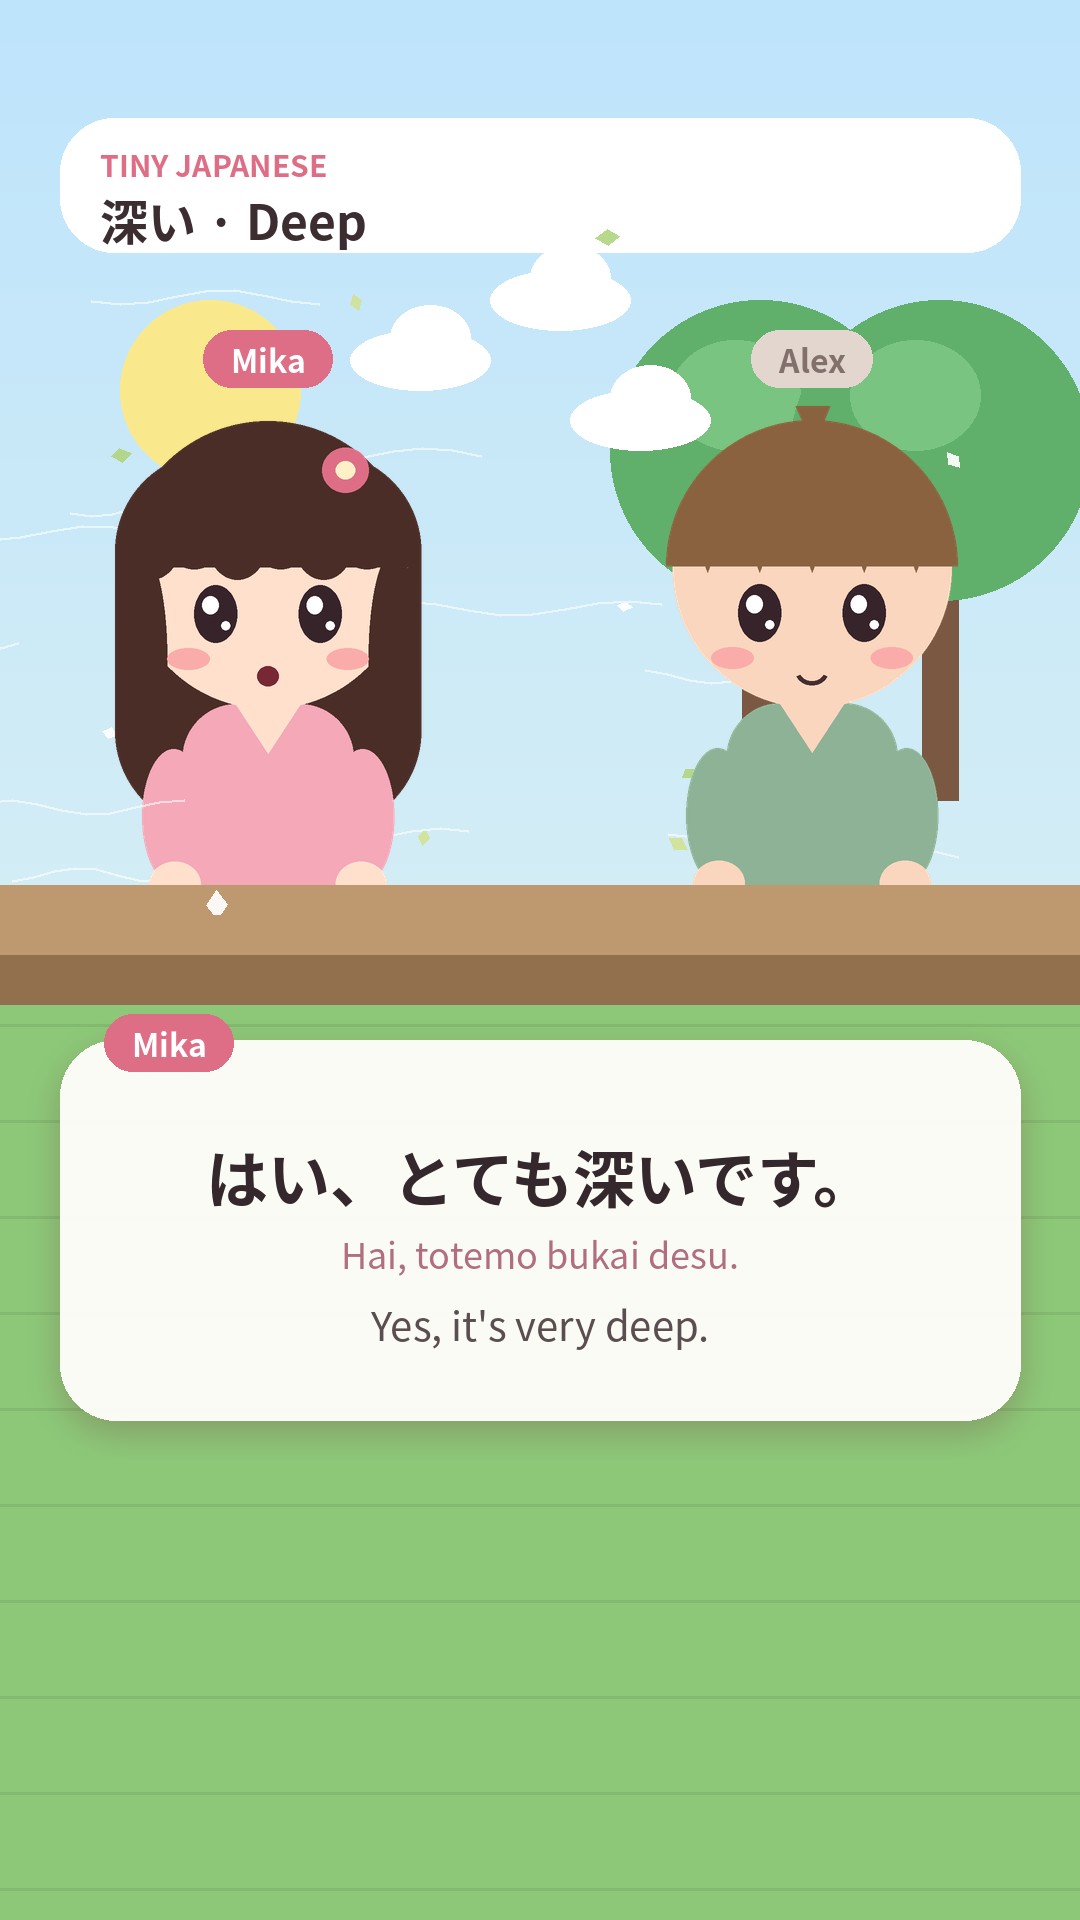 TINY JAPANESE
深い · Deep
Mika
Alex
Mika
はい、とても深いです。
Hai, totemo bukai desu.
Yes, it's very deep.